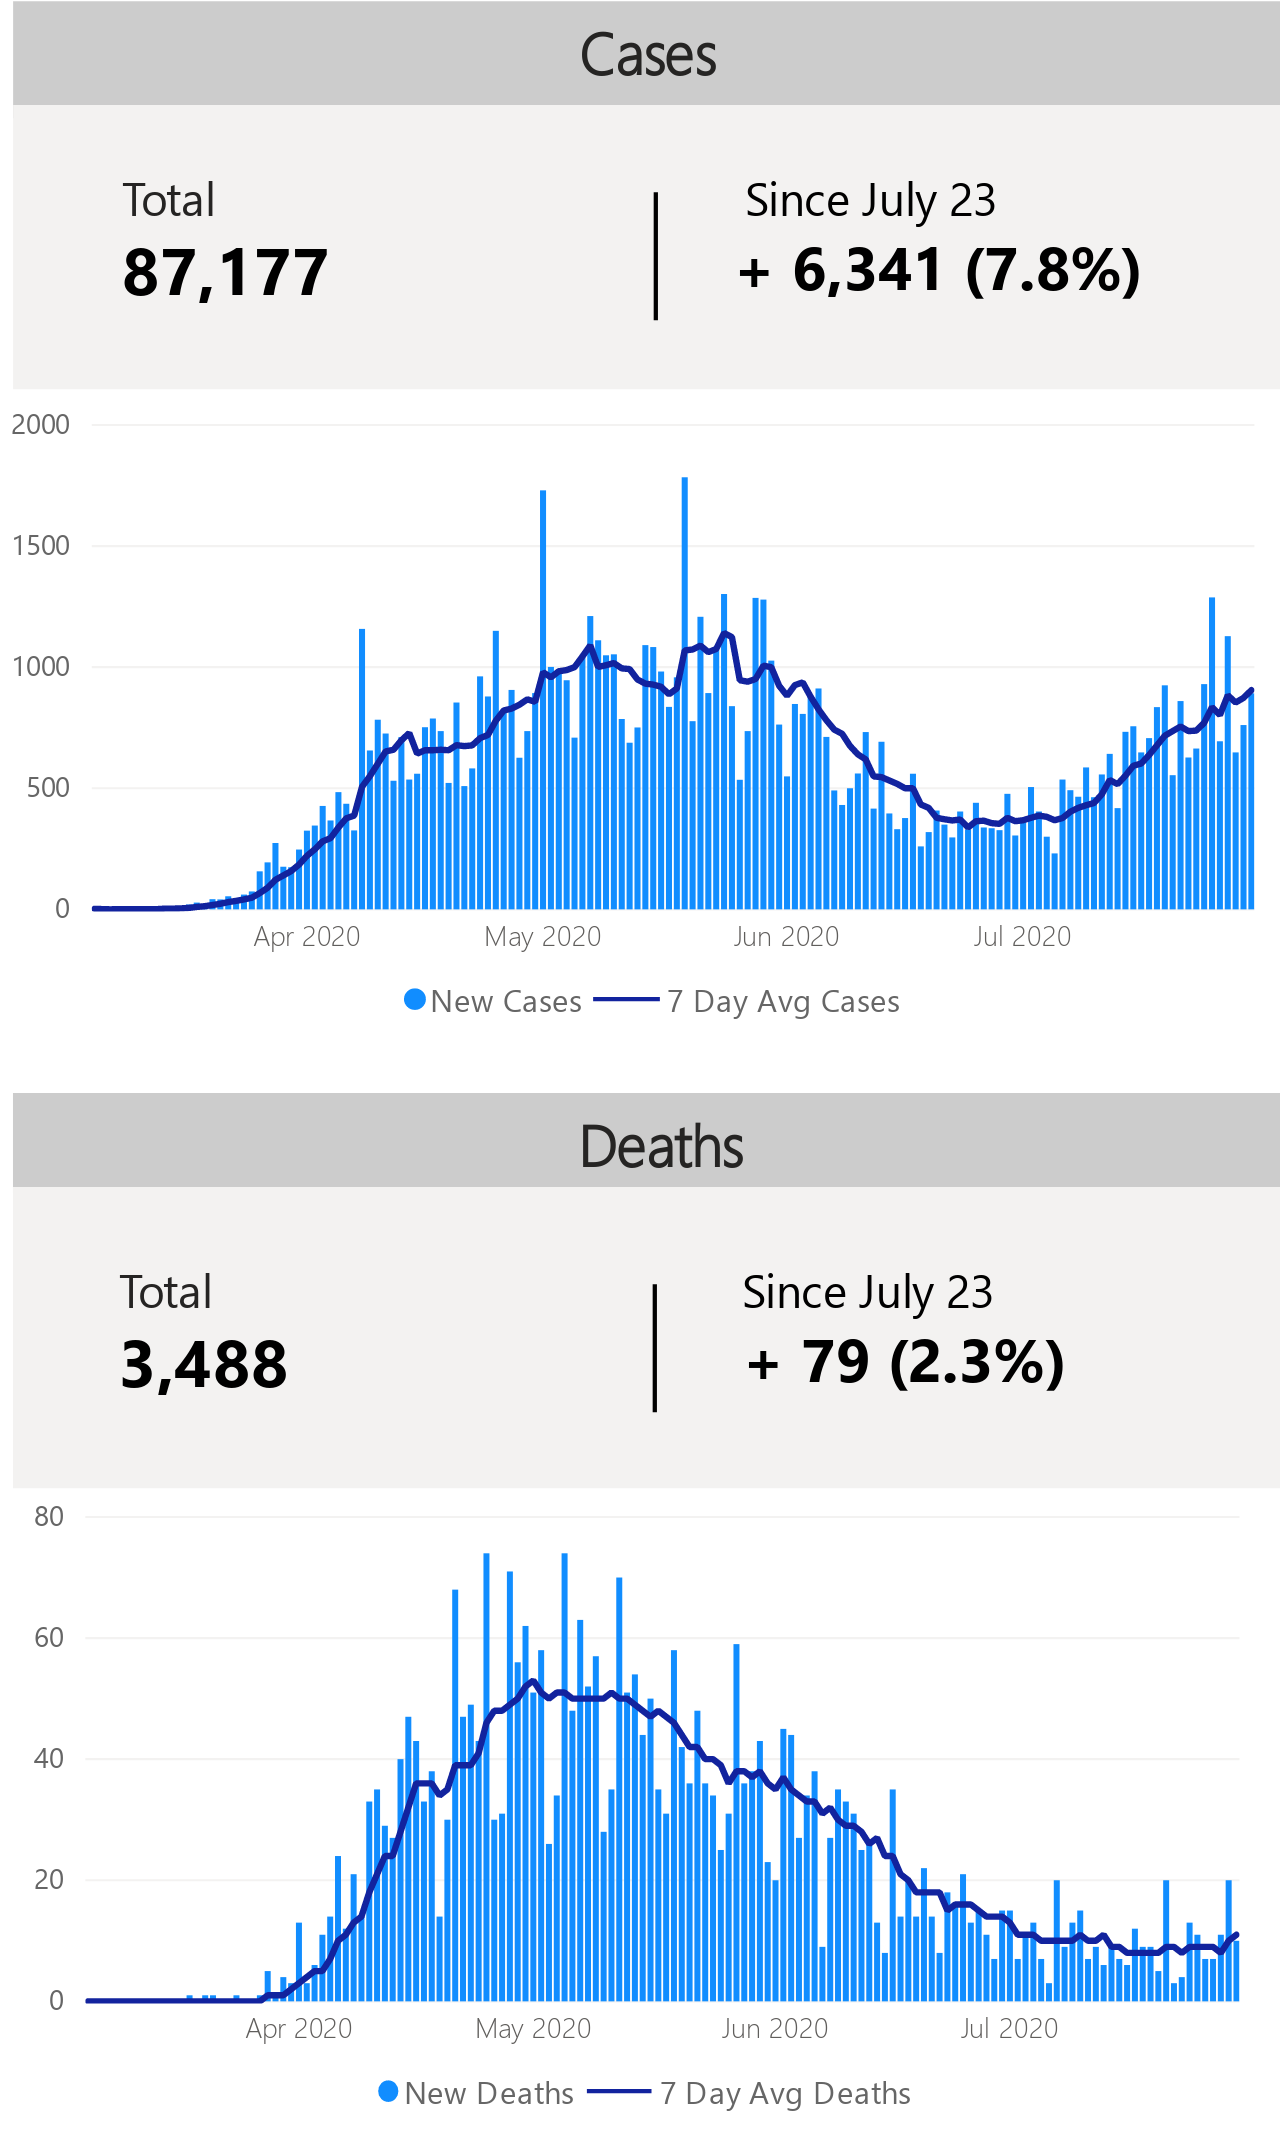 Cases
Total
Since July 23
87,177
+ 6,341 (7.8%)
2000
1500
1000
500
0
Apr 2020
May 2020
Jun 2020
Jul 2020
New Cases
7 Day Avg Cases
Deaths
Total
Since July 23
3,488
+ 79 (2.3%)
80
60
40
20
0
Apr 2020
May 2020
Jun 2020
Jul 2020
New Deaths
7 Day Avg Deaths